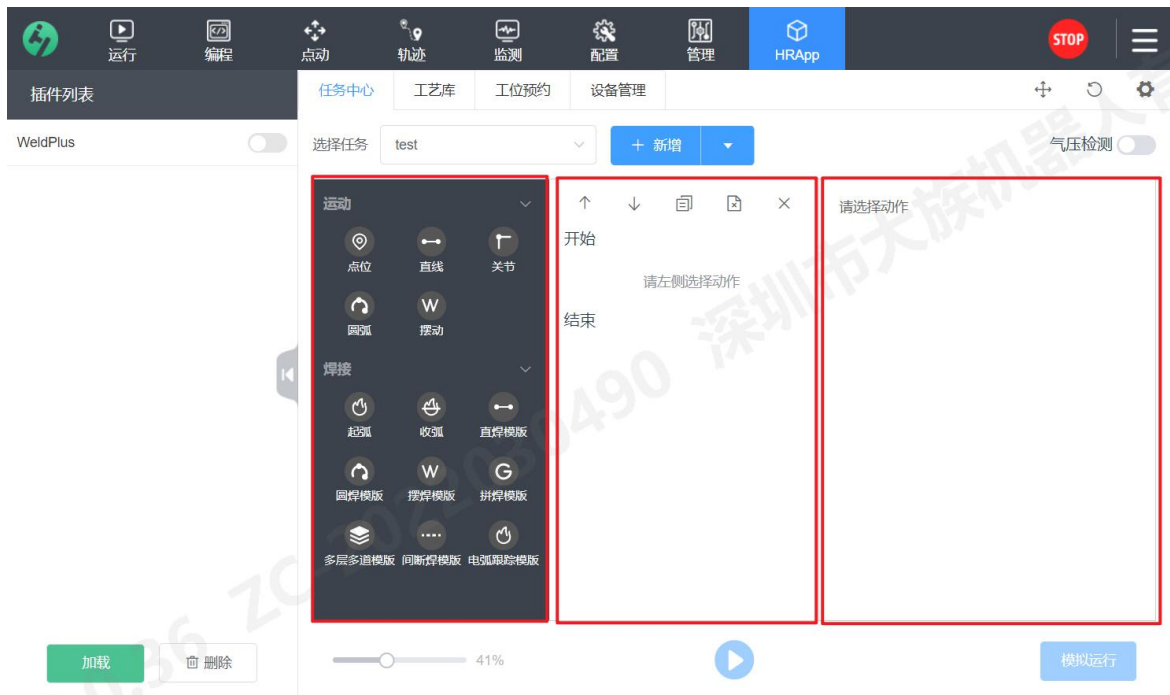 运行 编程 点动 轨迹 监测 配置 管理 HRApp STOP
插件列表
任务中心 工艺库 工位预约 设备管理
WeldPlus
选择任务 test + 新增 气压检测
运动
点位 直线 关节
圆弧 摆动
焊接
起弧 收弧 直焊模版
圆焊模版 摆焊模版 拼焊模版
多层多道模版 间断焊模版 电弧跟踪模版
开始
请左侧选择动作
结束
请选择动作
加载 删除 41% 模拟运行
深圳市大族机器人有